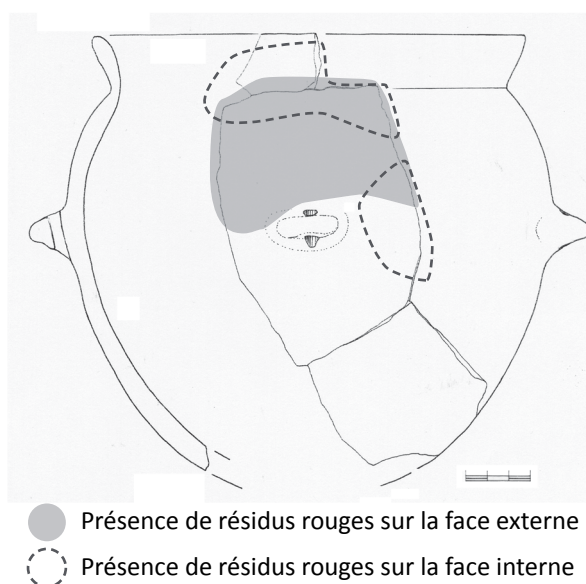 Présence de résidus rouges sur la face externe
Présence de résidus rouges sur la face interne